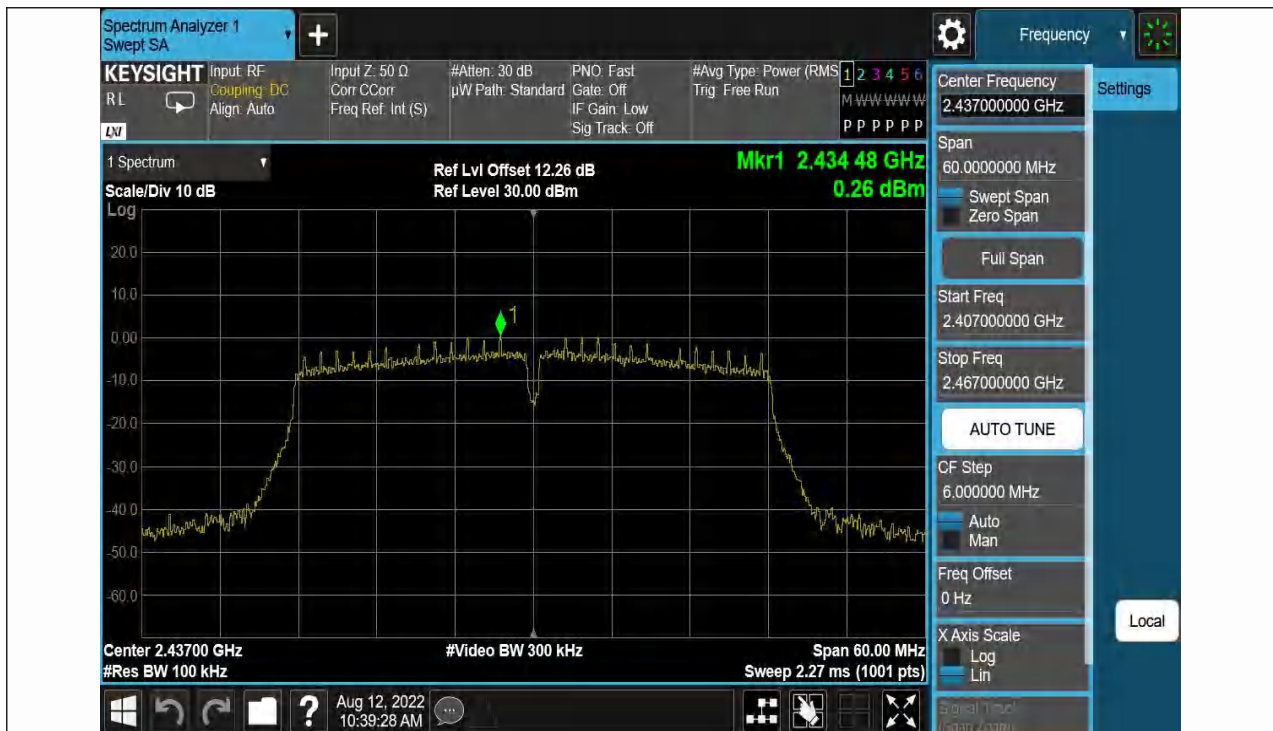 Spectrum Analyzer 1
Swept SA
+
Frequency
KEYSIGHT
RL
LXI
Input: RF
Coupling: DC
Align: Auto
Input Z: 50 Ω
Corr CCorr
Freq Ref: Int (S)
#Atten: 30 dB
µW Path: Standard
PNO: Fast
Gate: Off
IF Gain: Low
Sig Track: Off
#Avg Type: Power (RMS
Trig: Free Run
1 2 3 4 5 6
M W W W W W
P P P P P P
1 Spectrum
Scale/Div 10 dB
Ref Lvl Offset 12.26 dB
Ref Level 30.00 dBm
Mkr1 2.434 48 GHz
0.26 dBm
Log
20.0
10.0
0.00
-10.0
-20.0
-30.0
-40.0
-50.0
-60.0
1
Center 2.43700 GHz
#Res BW 100 kHz
#Video BW 300 kHz
Span 60.00 MHz
Sweep 2.27 ms (1001 pts)
Center Frequency
2.437000000 GHz
Settings
Span
60.0000000 MHz
Swept Span
Zero Span
Full Span
Start Freq
2.407000000 GHz
Stop Freq
2.467000000 GHz
AUTO TUNE
CF Step
6.000000 MHz
Auto
Man
Freq Offset
0 Hz
X Axis Scale
Log
Lin
Local
?
Aug 12, 2022
10:39:28 AM